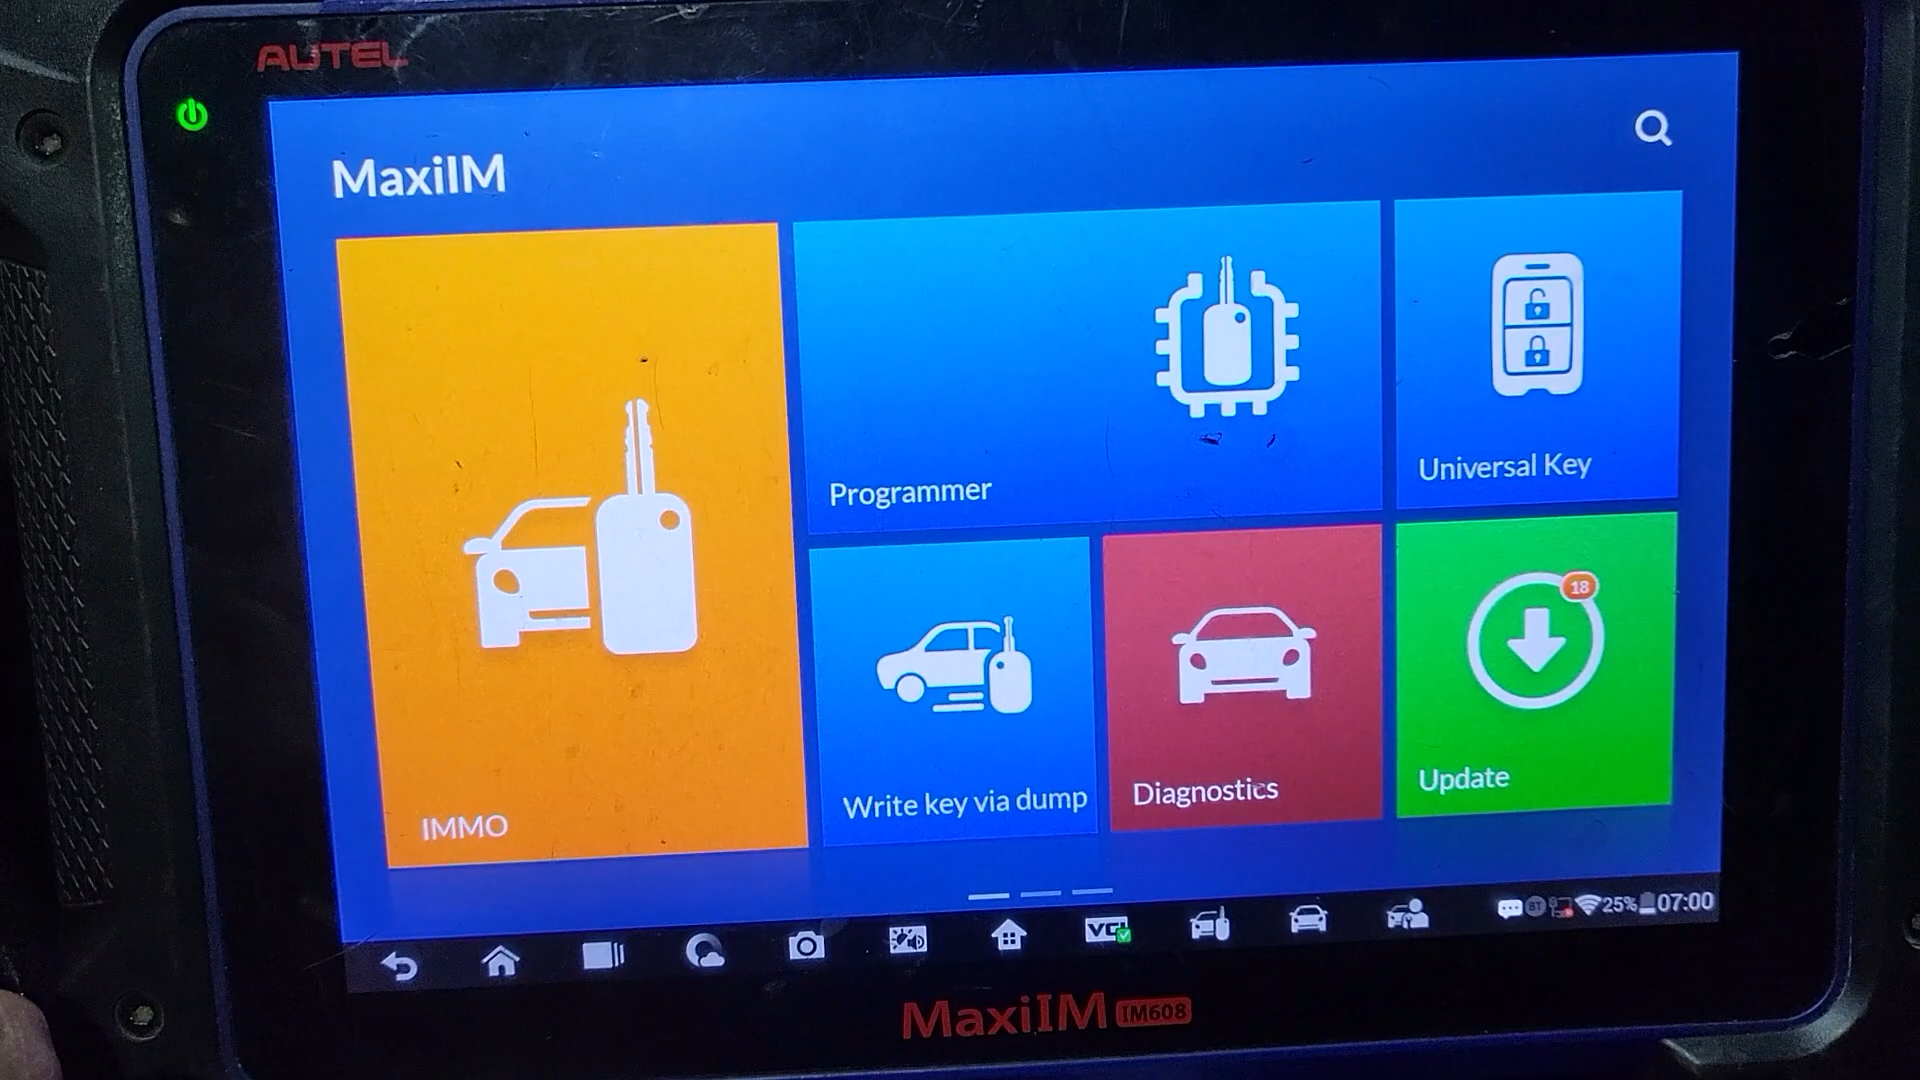 AUTEL
MaxiIM
Programmer
Universal Key
IMMO
Write key via dump
Diagnostics
18
Update
VCI
BT
25%
07:00
MaxiIM IM608